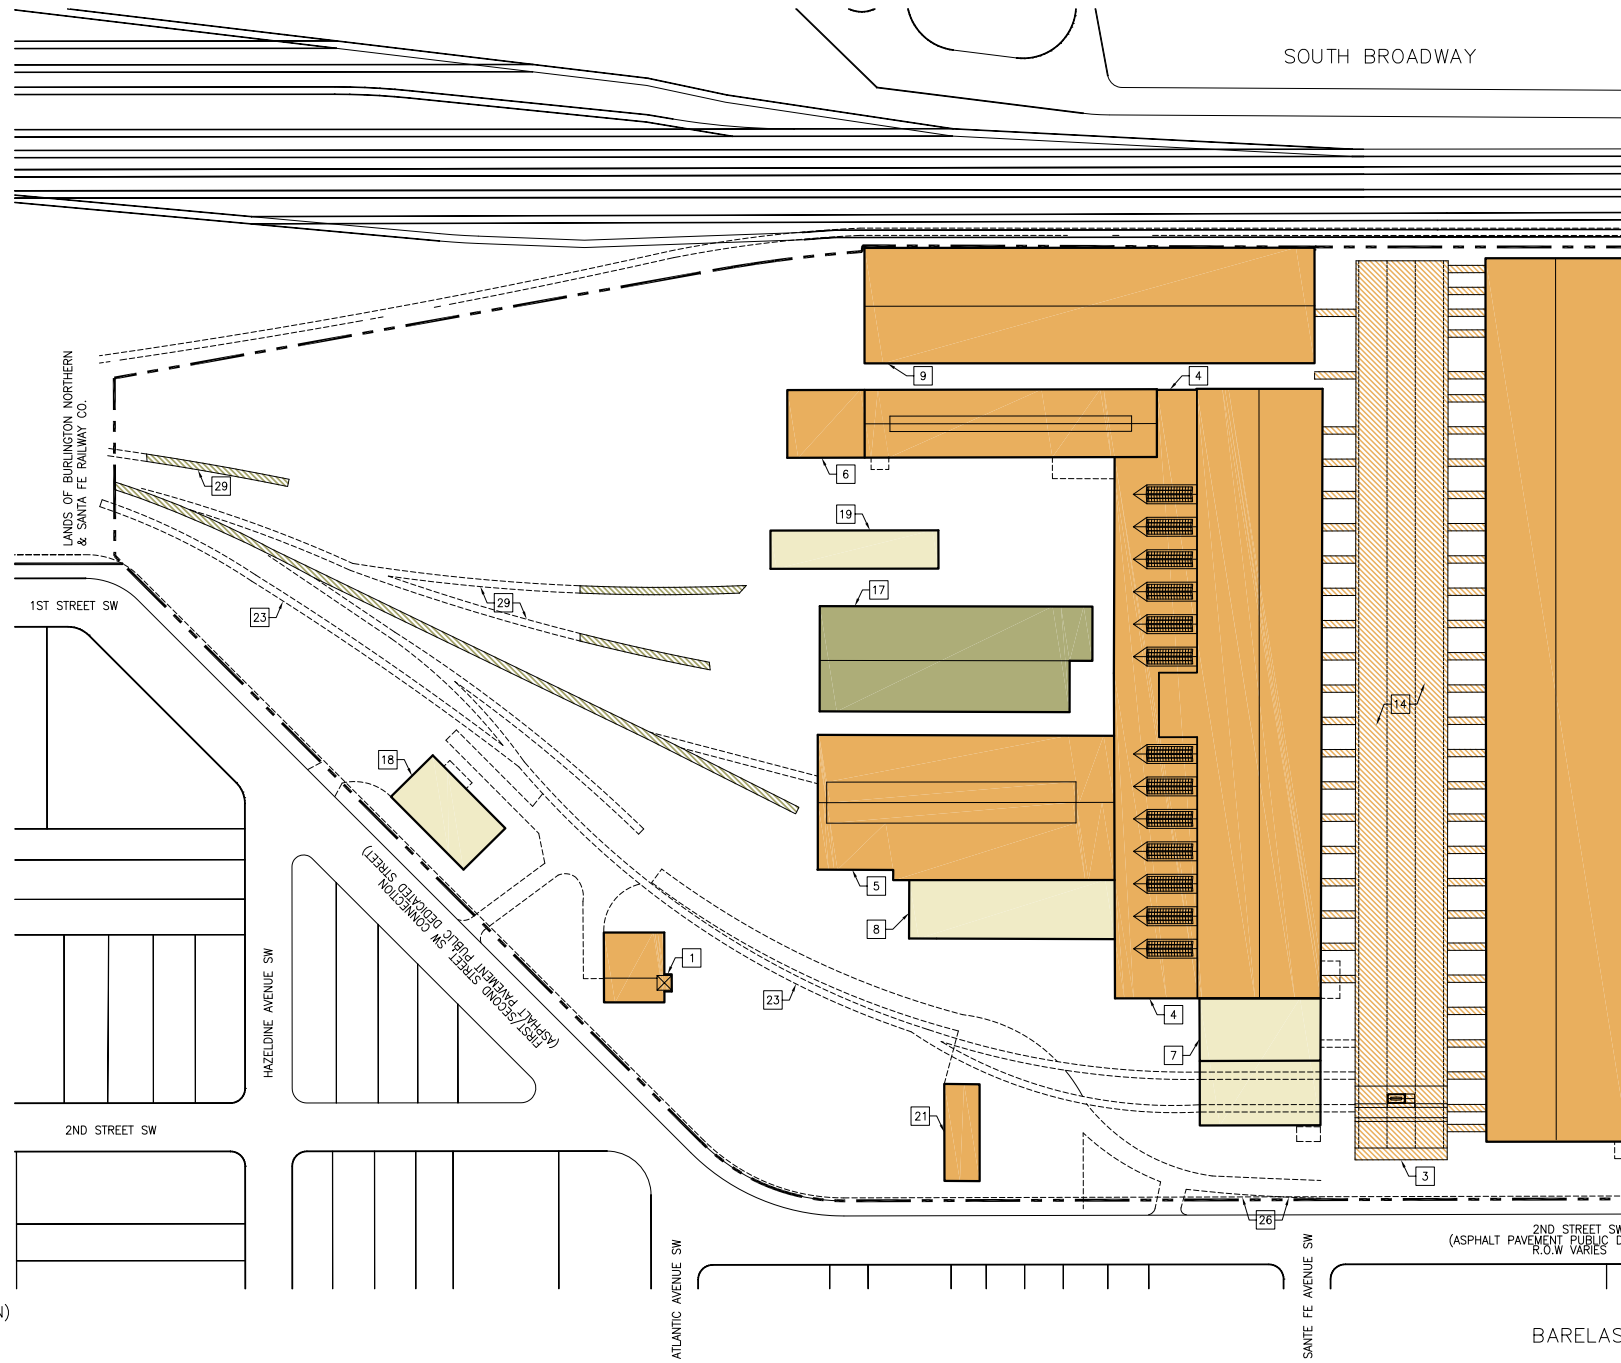 SOUTH BROADWAY
LANDS OF BURLINGTON NORTHERN
& SANTA FE RAILWAY CO.
9
4
6
29
19
17
29
1ST STREET SW
23
14
18
5
8
1
FIRST/SECOND STREET SW CONNECTION
(ASPHALT PAVEMENT PUBLIC DEDICATED STREET)
HAZELDINE AVENUE SW
23
4
7
21
2ND STREET SW
3
26
2ND STREET SW
(ASPHALT PAVEMENT PUBLIC D
R.O.W VARIES
ATLANTIC AVENUE SW
SANTE FE AVENUE SW
N)
BARELAS